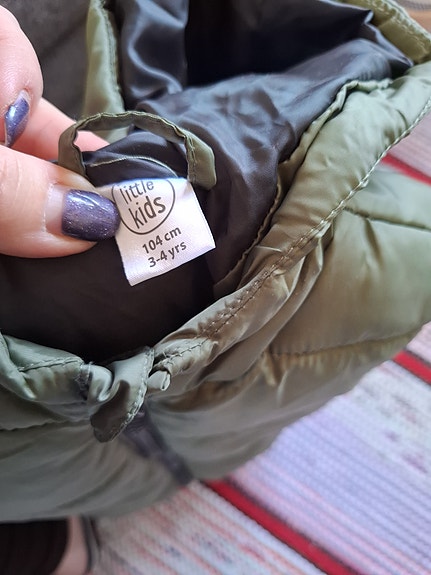 little
kids
104 cm
3-4 yrs